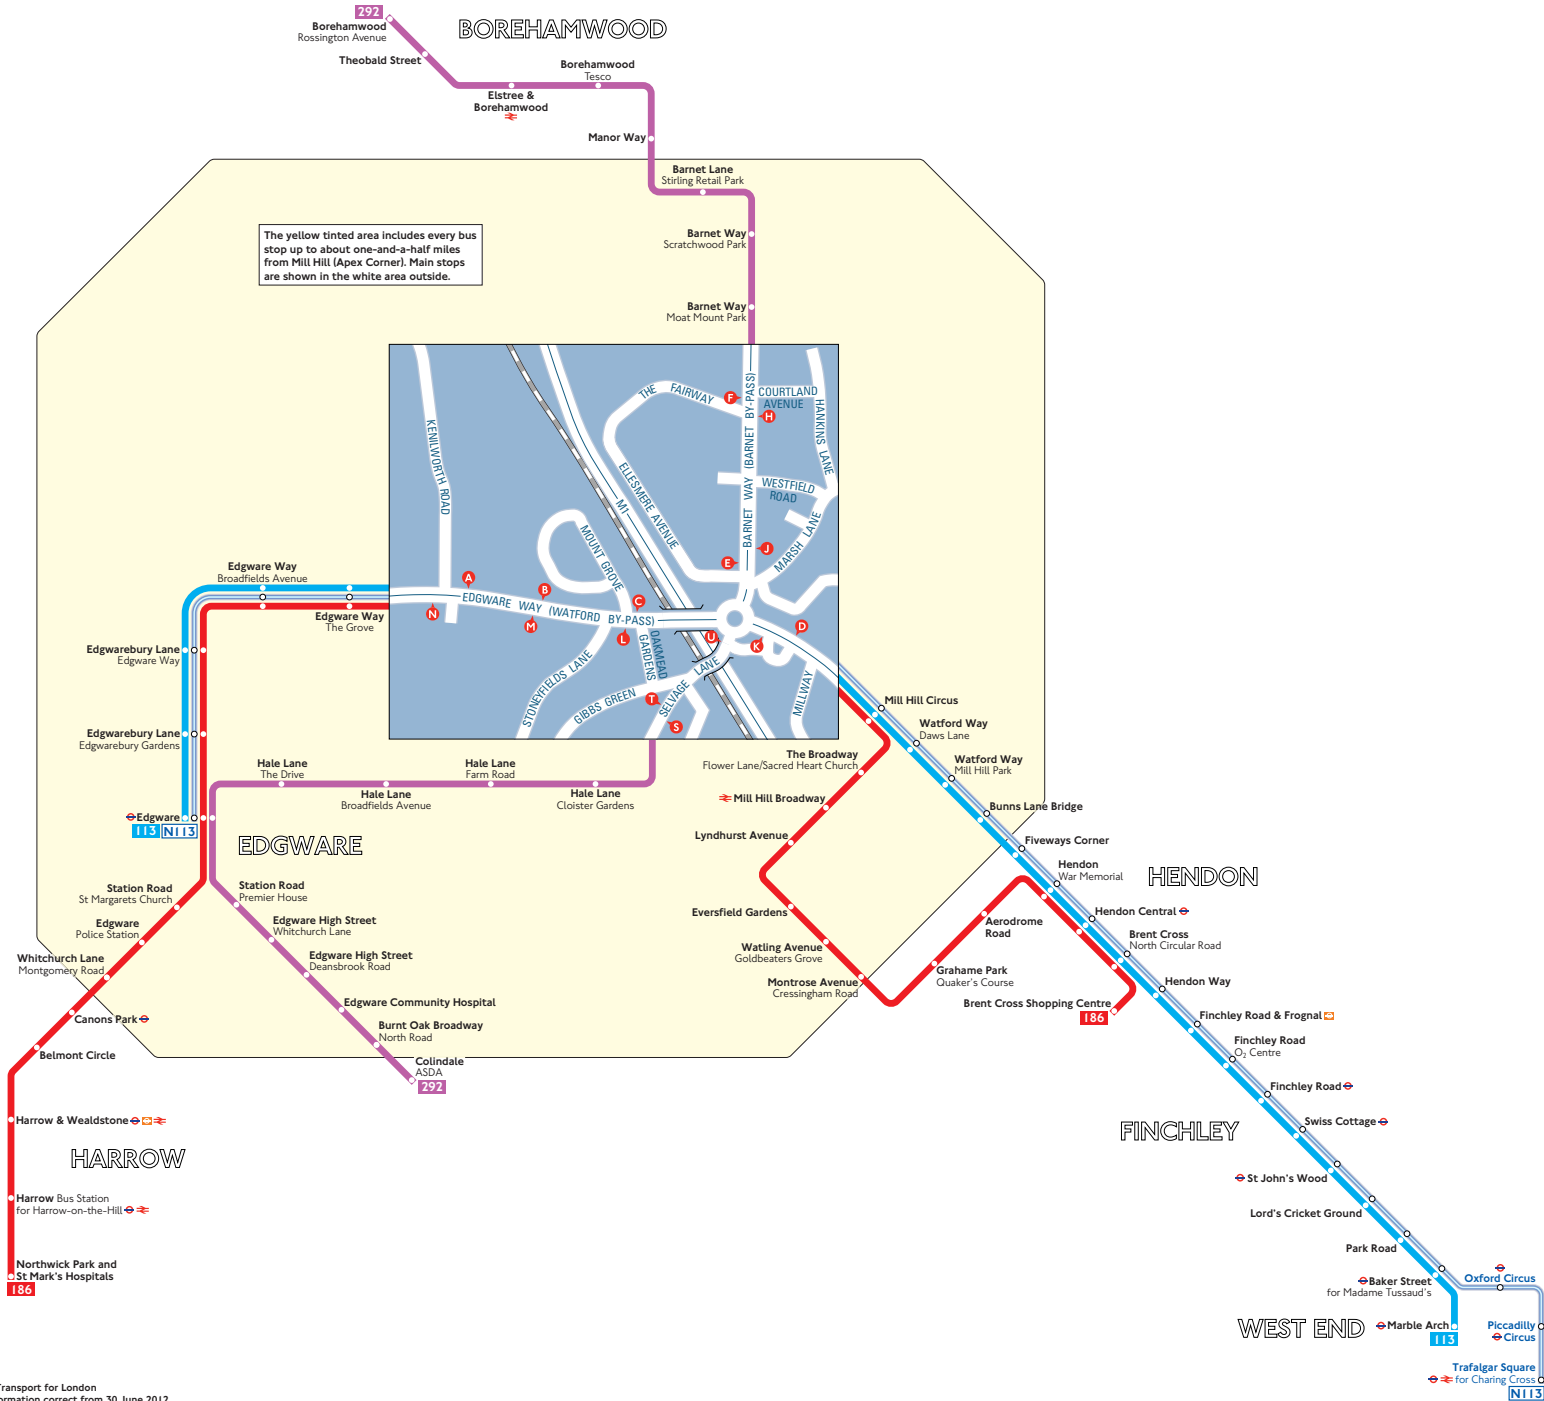 292
Borehamwood
Rossington Avenue
BOREHAMWOOD
Theobald Street
Borehamwood
Tesco
Elstree &
Borehamwood
Manor Way
Barnet Lane
Stirling Retail Park
Barnet Way
Scratchwood Park
The yellow tinted area includes every bus
stop up to about one-and-a-half miles
from Mill Hill (Apex Corner). Main stops
are shown in the white area outside.
Barnet Way
Moat Mount Park
THE FAIRWAY
F
COURTLAND
AVENUE
H
HANKINS LANE
KENILWORTH ROAD
ELLESMERE AVENUE
M1
BARNET WAY (BARNET BY-PASS)
WESTFIELD
ROAD
MARSH LANE
MOUNT GROVE
J
E
A
B
C
EDGWARE WAY (WATFORD BY-PASS)
N
M
L
U
D
K
OAKMEAD
GARDENS
STONEYFIELDS LANE
GIBBS GREEN
SELVAGE LANE
MILLWAY
T
S
Edgware Way
Broadfields Avenue
Edgware Way
The Grove
Edgwarebury Lane
Edgware Way
Edgwarebury Lane
Edgwarebury Gardens
Edgware
113 N113
Hale Lane
The Drive
Hale Lane
Broadfields Avenue
Hale Lane
Farm Road
Hale Lane
Cloister Gardens
EDGWARE
Mill Hill Circus
Watford Way
Daws Lane
Watford Way
Mill Hill Park
Bunns Lane Bridge
Fiveways Corner
Hendon
War Memorial
HENDON
Hendon Central
Brent Cross
North Circular Road
Hendon Way
Finchley Road & Frognal
Finchley Road
O2 Centre
Finchley Road
Swiss Cottage
FINCHLEY
St John's Wood
Lord's Cricket Ground
Park Road
Baker Street
for Madame Tussaud's
WEST END
Marble Arch
113
Oxford Circus
Piccadilly
Circus
Trafalgar Square
for Charing Cross
N113
The Broadway
Flower Lane/Sacred Heart Church
Mill Hill Broadway
Lyndhurst Avenue
Eversfield Gardens
Watling Avenue
Goldbeaters Grove
Montrose Avenue
Cressingham Road
Aerodrome
Road
Grahame Park
Quaker's Course
Brent Cross Shopping Centre
186
Station Road
St Margarets Church
Edgware
Police Station
Whitchurch Lane
Montgomery Road
Canons Park
Belmont Circle
Station Road
Premier House
Edgware High Street
Whitchurch Lane
Edgware High Street
Deansbrook Road
Edgware Community Hospital
Burnt Oak Broadway
North Road
Colindale
ASDA
292
Harrow & Wealdstone
HARROW
Harrow Bus Station
for Harrow-on-the-Hill
Northwick Park and
St Mark's Hospitals
186
Transport for London
ormation correct from 30 June 2012